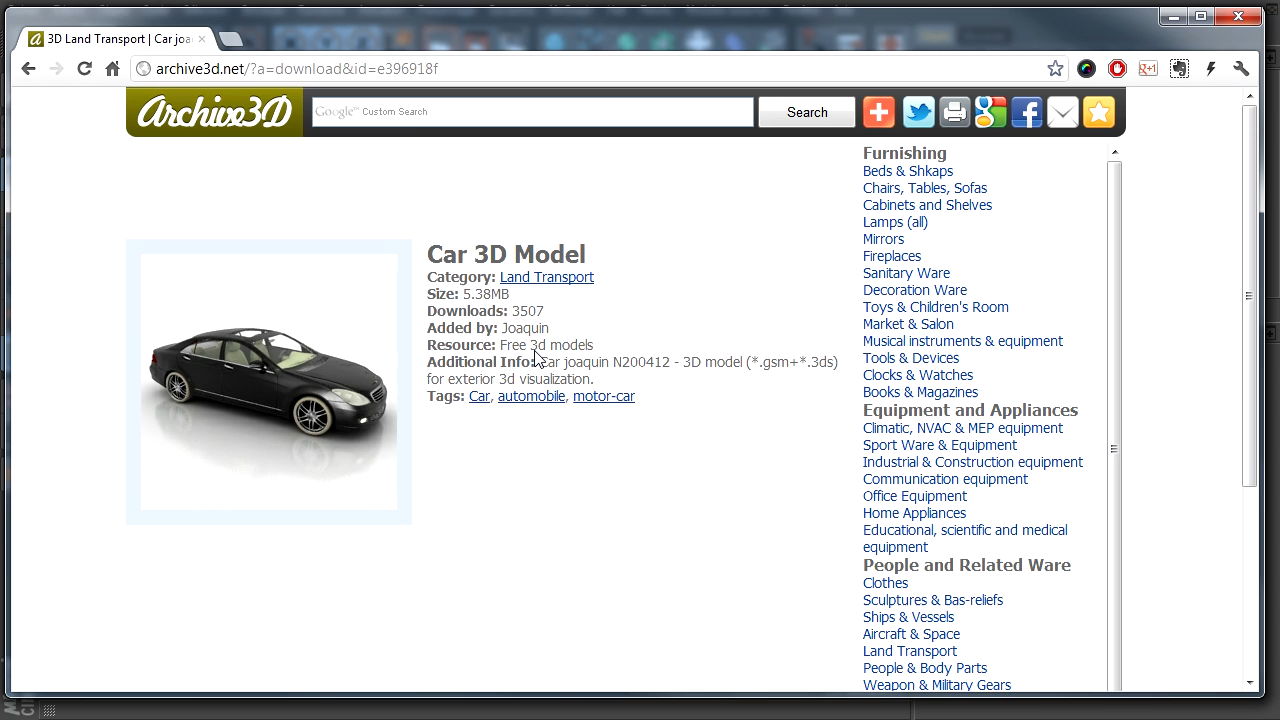 3D Land Transport | Car joa
archive3d.net/?a=download&id=e396918f
Archive3D
Google™ Custom Search
Search
Car 3D Model
Category: Land Transport
Size: 5.38MB
Downloads: 3507
Added by: Joaquin
Resource: Free 3d models
Additional Info: Car joaquin N200412 - 3D model (*.gsm+*.3ds)
for exterior 3d visualization.
Tags: Car, automobile, motor-car
Furnishing
Beds & Shkaps
Chairs, Tables, Sofas
Cabinets and Shelves
Lamps (all)
Mirrors
Fireplaces
Sanitary Ware
Decoration Ware
Toys & Children's Room
Market & Salon
Musical instruments & equipment
Tools & Devices
Clocks & Watches
Books & Magazines
Equipment and Appliances
Climatic, NVAC & MEP equipment
Sport Ware & Equipment
Industrial & Construction equipment
Communication equipment
Office Equipment
Home Appliances
Educational, scientific and medical
equipment
People and Related Ware
Clothes
Sculptures & Bas-reliefs
Ships & Vessels
Aircraft & Space
Land Transport
People & Body Parts
Weapon & Military Gears